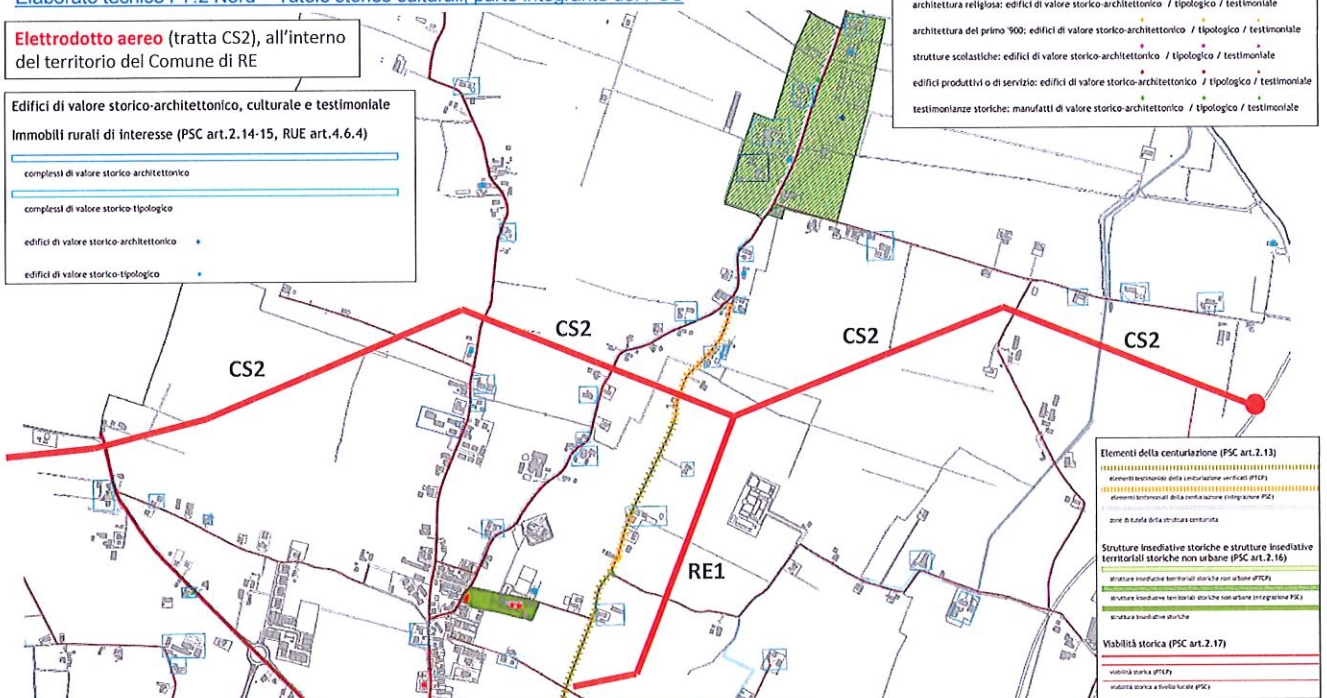 Elaborato tecnico P7.2 Nord – Tutele storico culturali, parte integrante del PSC
Elettrodotto aereo (tratta CS2), all'interno
del territorio del Comune di RE
Edifici di valore storico-architettonico, culturale e testimoniale
Immobili rurali di interesse (PSC art.2.14-15, RUE art.4.6.4)
complessi di valore storico-architettonico
complessi di valore storico-tipologico
edifici di valore storico-architettonico
edifici di valore storico-tipologico
architettura religiosa: edifici di valore storico-architettonico / tipologico / testimoniale
architettura del primo '900: edifici di valore storico-architettonico / tipologico / testimoniale
strutture scolastiche: edifici di valore storico-architettonico / tipologico / testimoniale
edifici produttivi o di servizio: edifici di valore storico-architettonico / tipologico / testimoniale
testimonianze storiche: manufatti di valore storico-architettonico / tipologico / testimoniale
CS2
CS2
CS2
CS2
RE1
Elementi della centuriazione (PSC art.2.13)
elementi testimoniali della centuriazione verificati (PTCP)
elementi testimoniali della centuriazione (integrazione PSC)
zone di tutela della struttura centuriata
Strutture insediative storiche e strutture insediative
territoriali storiche non urbane (PSC art.2.16)
strutture insediative territoriali storiche non urbane (PTCP)
strutture insediative territoriali storiche non urbane (integrazione PSC)
strutture insediative storiche
Viabilità storica (PSC art.2.17)
viabilità storica (PTCP)
viabilità storica a livello locale (PSC)